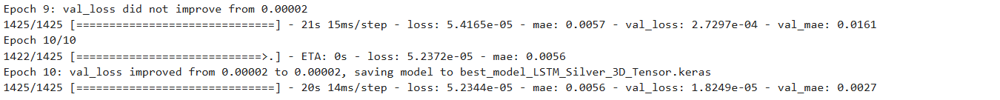 Epoch 9: val_loss did not improve from 0.00002
1425/1425 [==============================] - 21s 15ms/step - loss: 5.4165e-05 - mae: 0.0057 - val_loss: 2.7297e-04 - val_mae: 0.0161
Epoch 10/10
1422/1425 [============================>.] - ETA: 0s - loss: 5.2372e-05 - mae: 0.0056
Epoch 10: val_loss improved from 0.00002 to 0.00002, saving model to best_model_LSTM_Silver_3D_Tensor.keras
1425/1425 [==============================] - 20s 14ms/step - loss: 5.2344e-05 - mae: 0.0056 - val_loss: 1.8249e-05 - val_mae: 0.0027